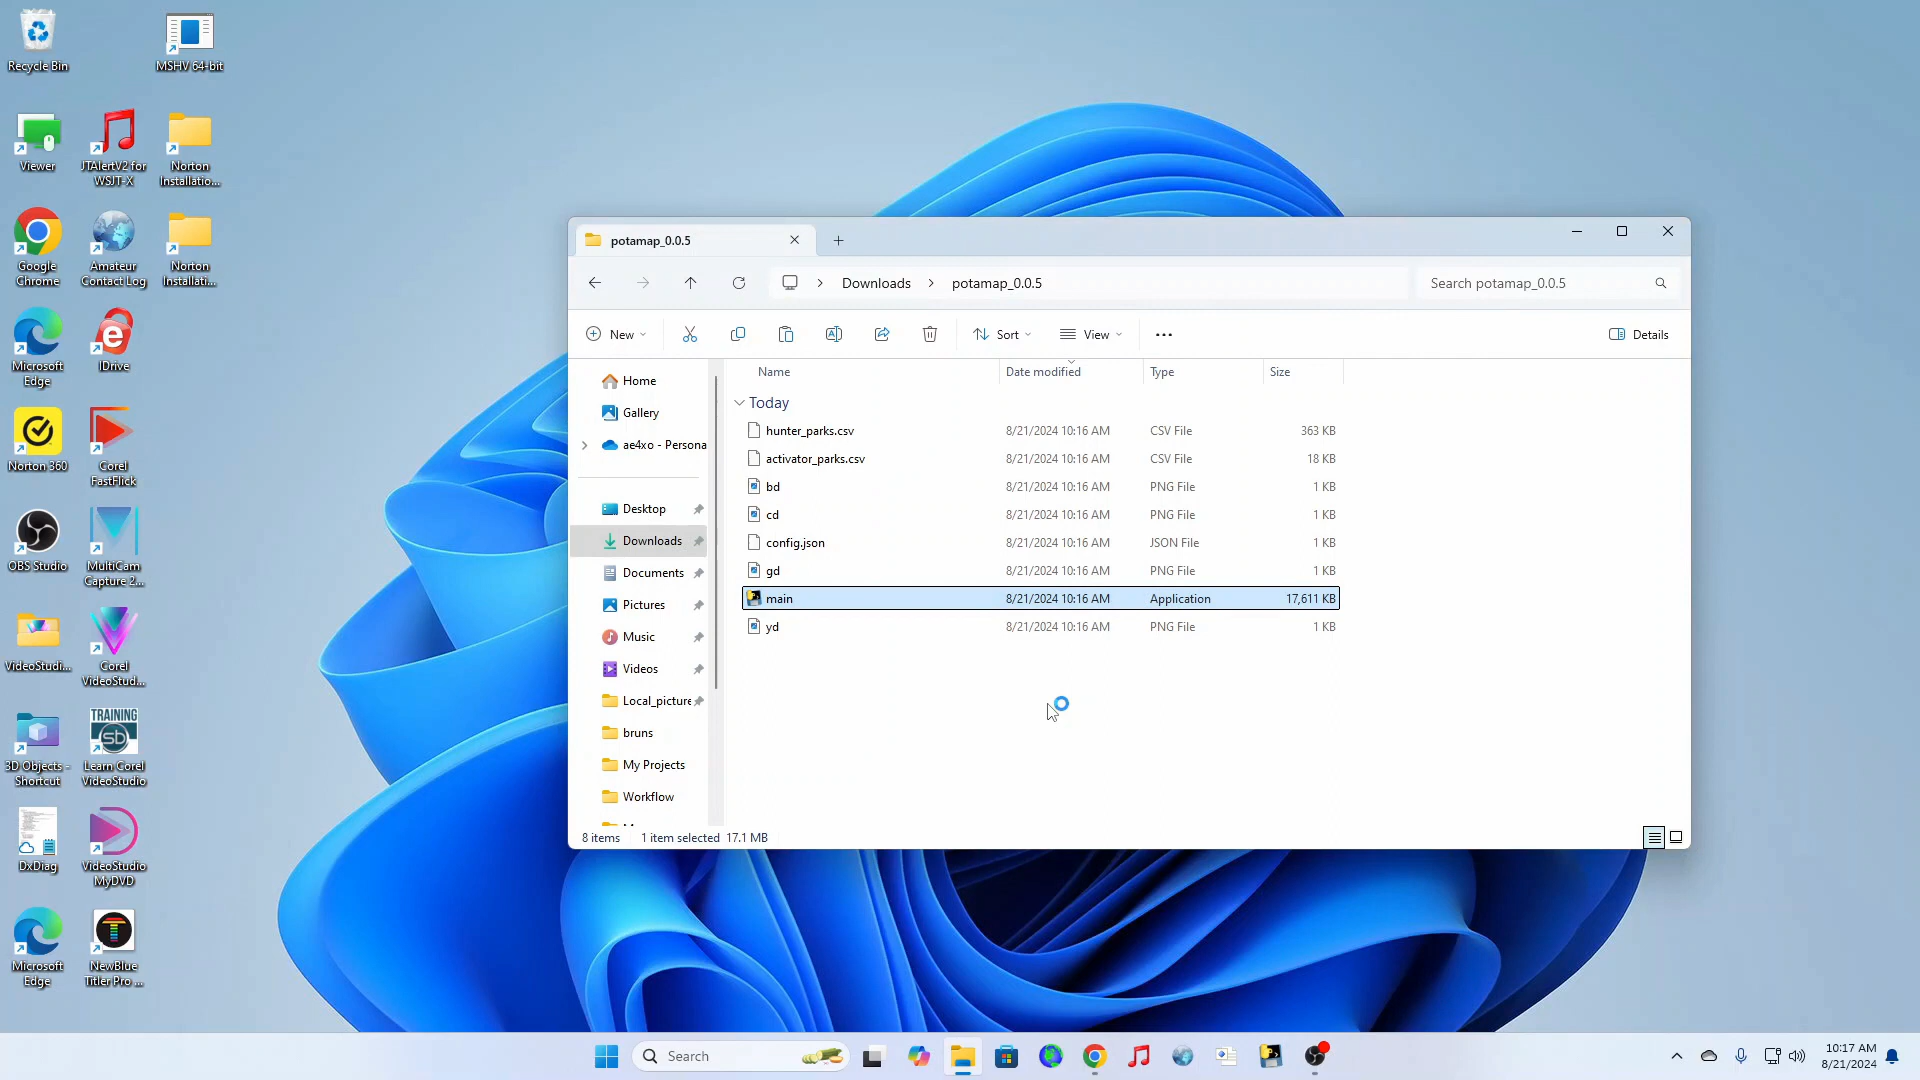 Recycle Bin
MSHV 64-bit
Viewer
JTAlertV2 for
WSJT-X
Norton
Installatio...
Google
Chrome
Amateur
Contact Log
Norton
Installati...
Microsoft
Edge
IDrive
Norton 360
Corel
FastFlick
OBS Studio
MultiCam
Capture 2...
VideoStudi...
Corel
VideoStud...
TRAINING
3D Objects -
Shortcut
Learn Corel
VideoStudio
DxDiag
VideoStudio
MyDVD
Microsoft
Edge
NewBlue
Titler Pro ...
potamap_0.0.5
Downloads > potamap_0.0.5
Search potamap_0.0.5
New
Sort
View
Details
Home
Gallery
ae4xo - Persona
Desktop
Downloads
Documents
Pictures
Music
Videos
Local_picture
bruns
My Projects
Workflow
Name Date modified Type Size
Today
hunter_parks.csv 8/21/2024 10:16 AM CSV File 363 KB
activator_parks.csv 8/21/2024 10:16 AM CSV File 18 KB
bd 8/21/2024 10:16 AM PNG File 1 KB
cd 8/21/2024 10:16 AM PNG File 1 KB
config.json 8/21/2024 10:16 AM JSON File 1 KB
gd 8/21/2024 10:16 AM PNG File 1 KB
main 8/21/2024 10:16 AM Application 17,611 KB
yd 8/21/2024 10:16 AM PNG File 1 KB
8 items 1 item selected 17.1 MB
Search
10:17 AM
8/21/2024